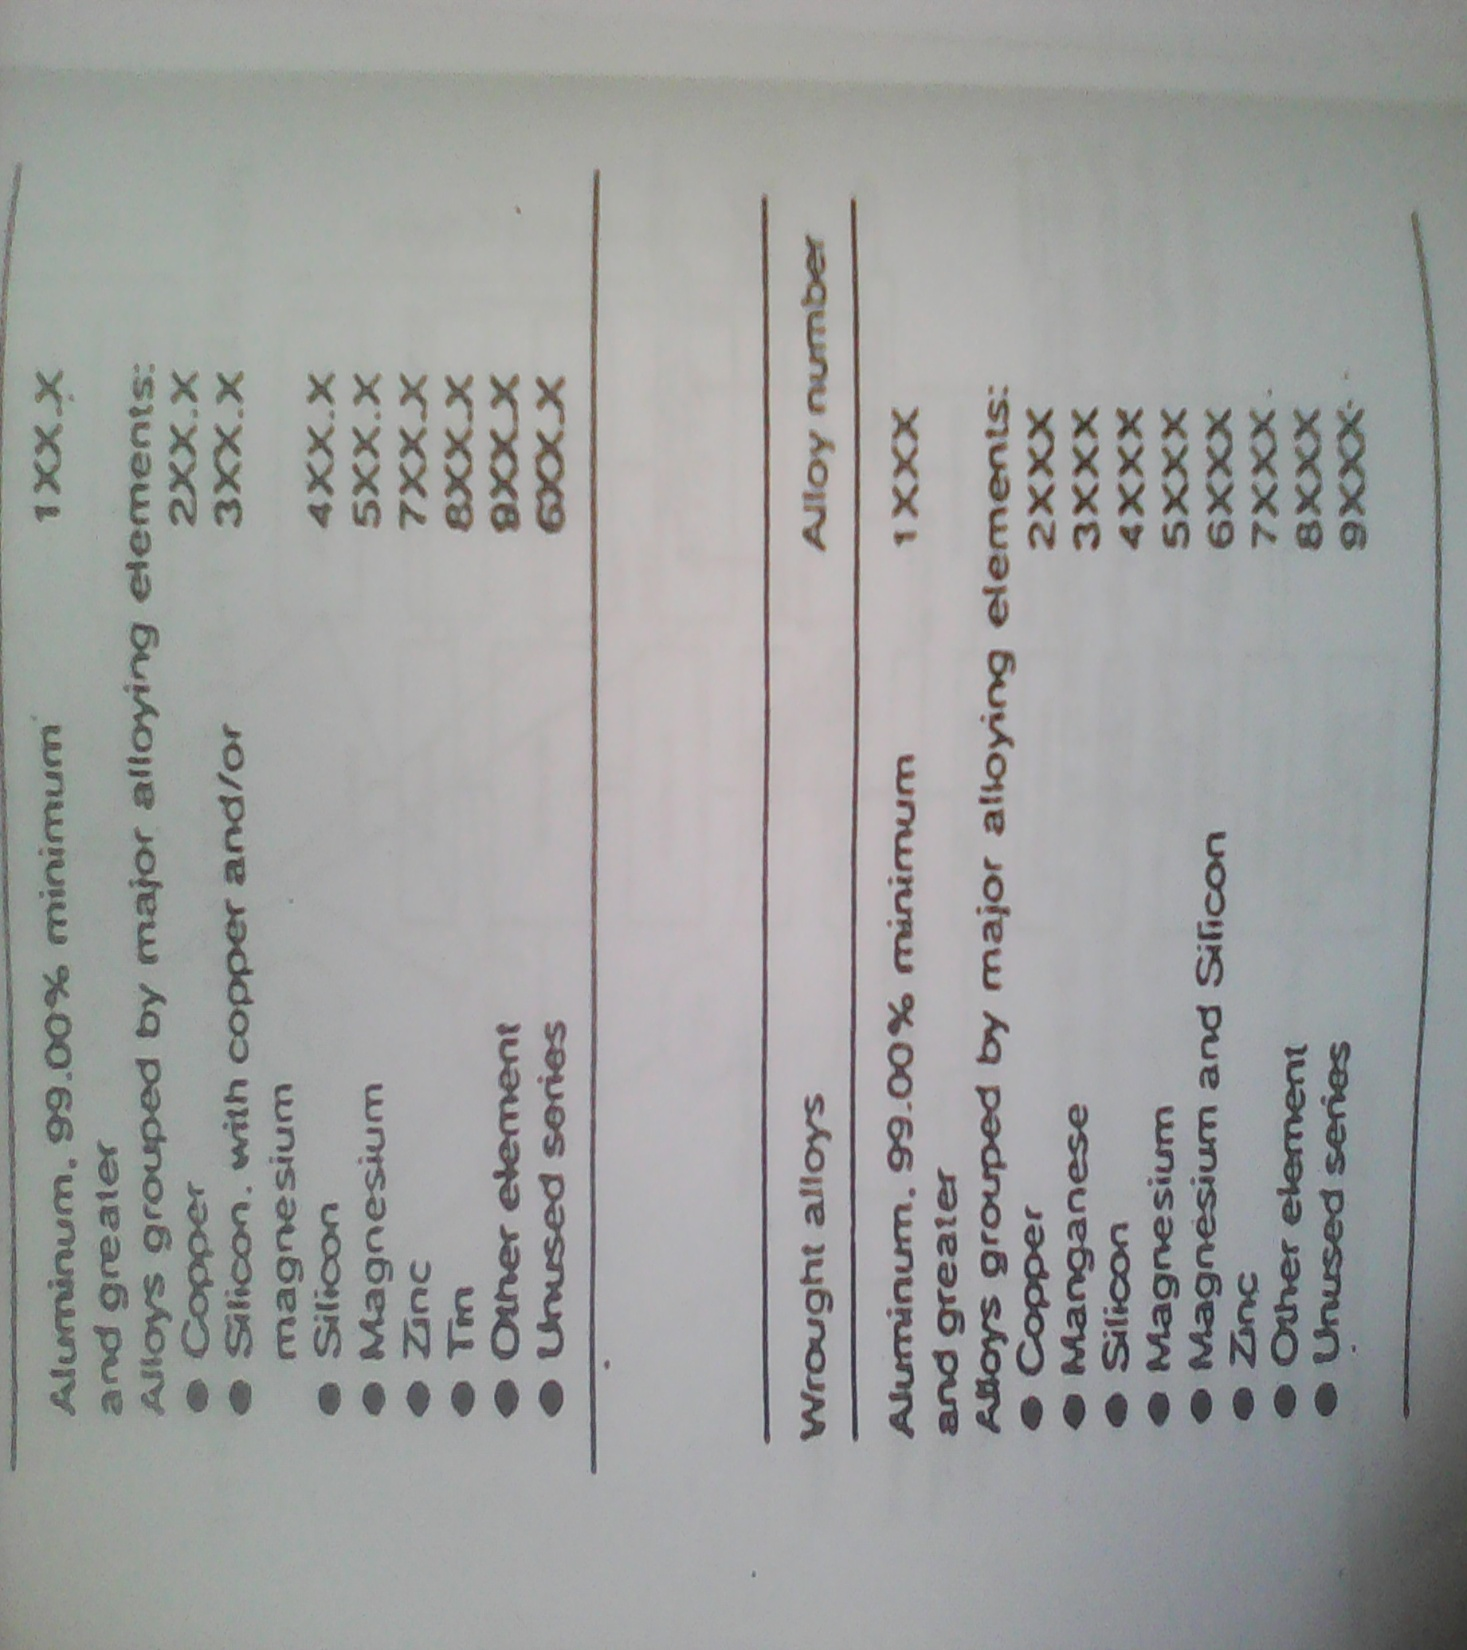 Aluminum, 99.00% minimum 1XX.X
and greater
Alloys grouped by major alloying elements:
● Copper 2XX.X
● Silicon, with copper and/or 3XX.X
magnesium
● Silicon 4XX.X
● Magnesium 5XX.X
● Zinc 7XX.X
● Tin 8XX.X
● Other element 9XX.X
● Unused series 6XX.X
Wrought alloys Alloy number
Aluminum, 99.00% minimum 1XXX
and greater
Alloys grouped by major alloying elements:
● Copper 2XXX
● Manganese 3XXX
● Silicon 4XXX
● Magnesium 5XXX
● Magnesium and Silicon 6XXX
● Zinc 7XXX
● Other element 8XXX
● Unused series 9XXX